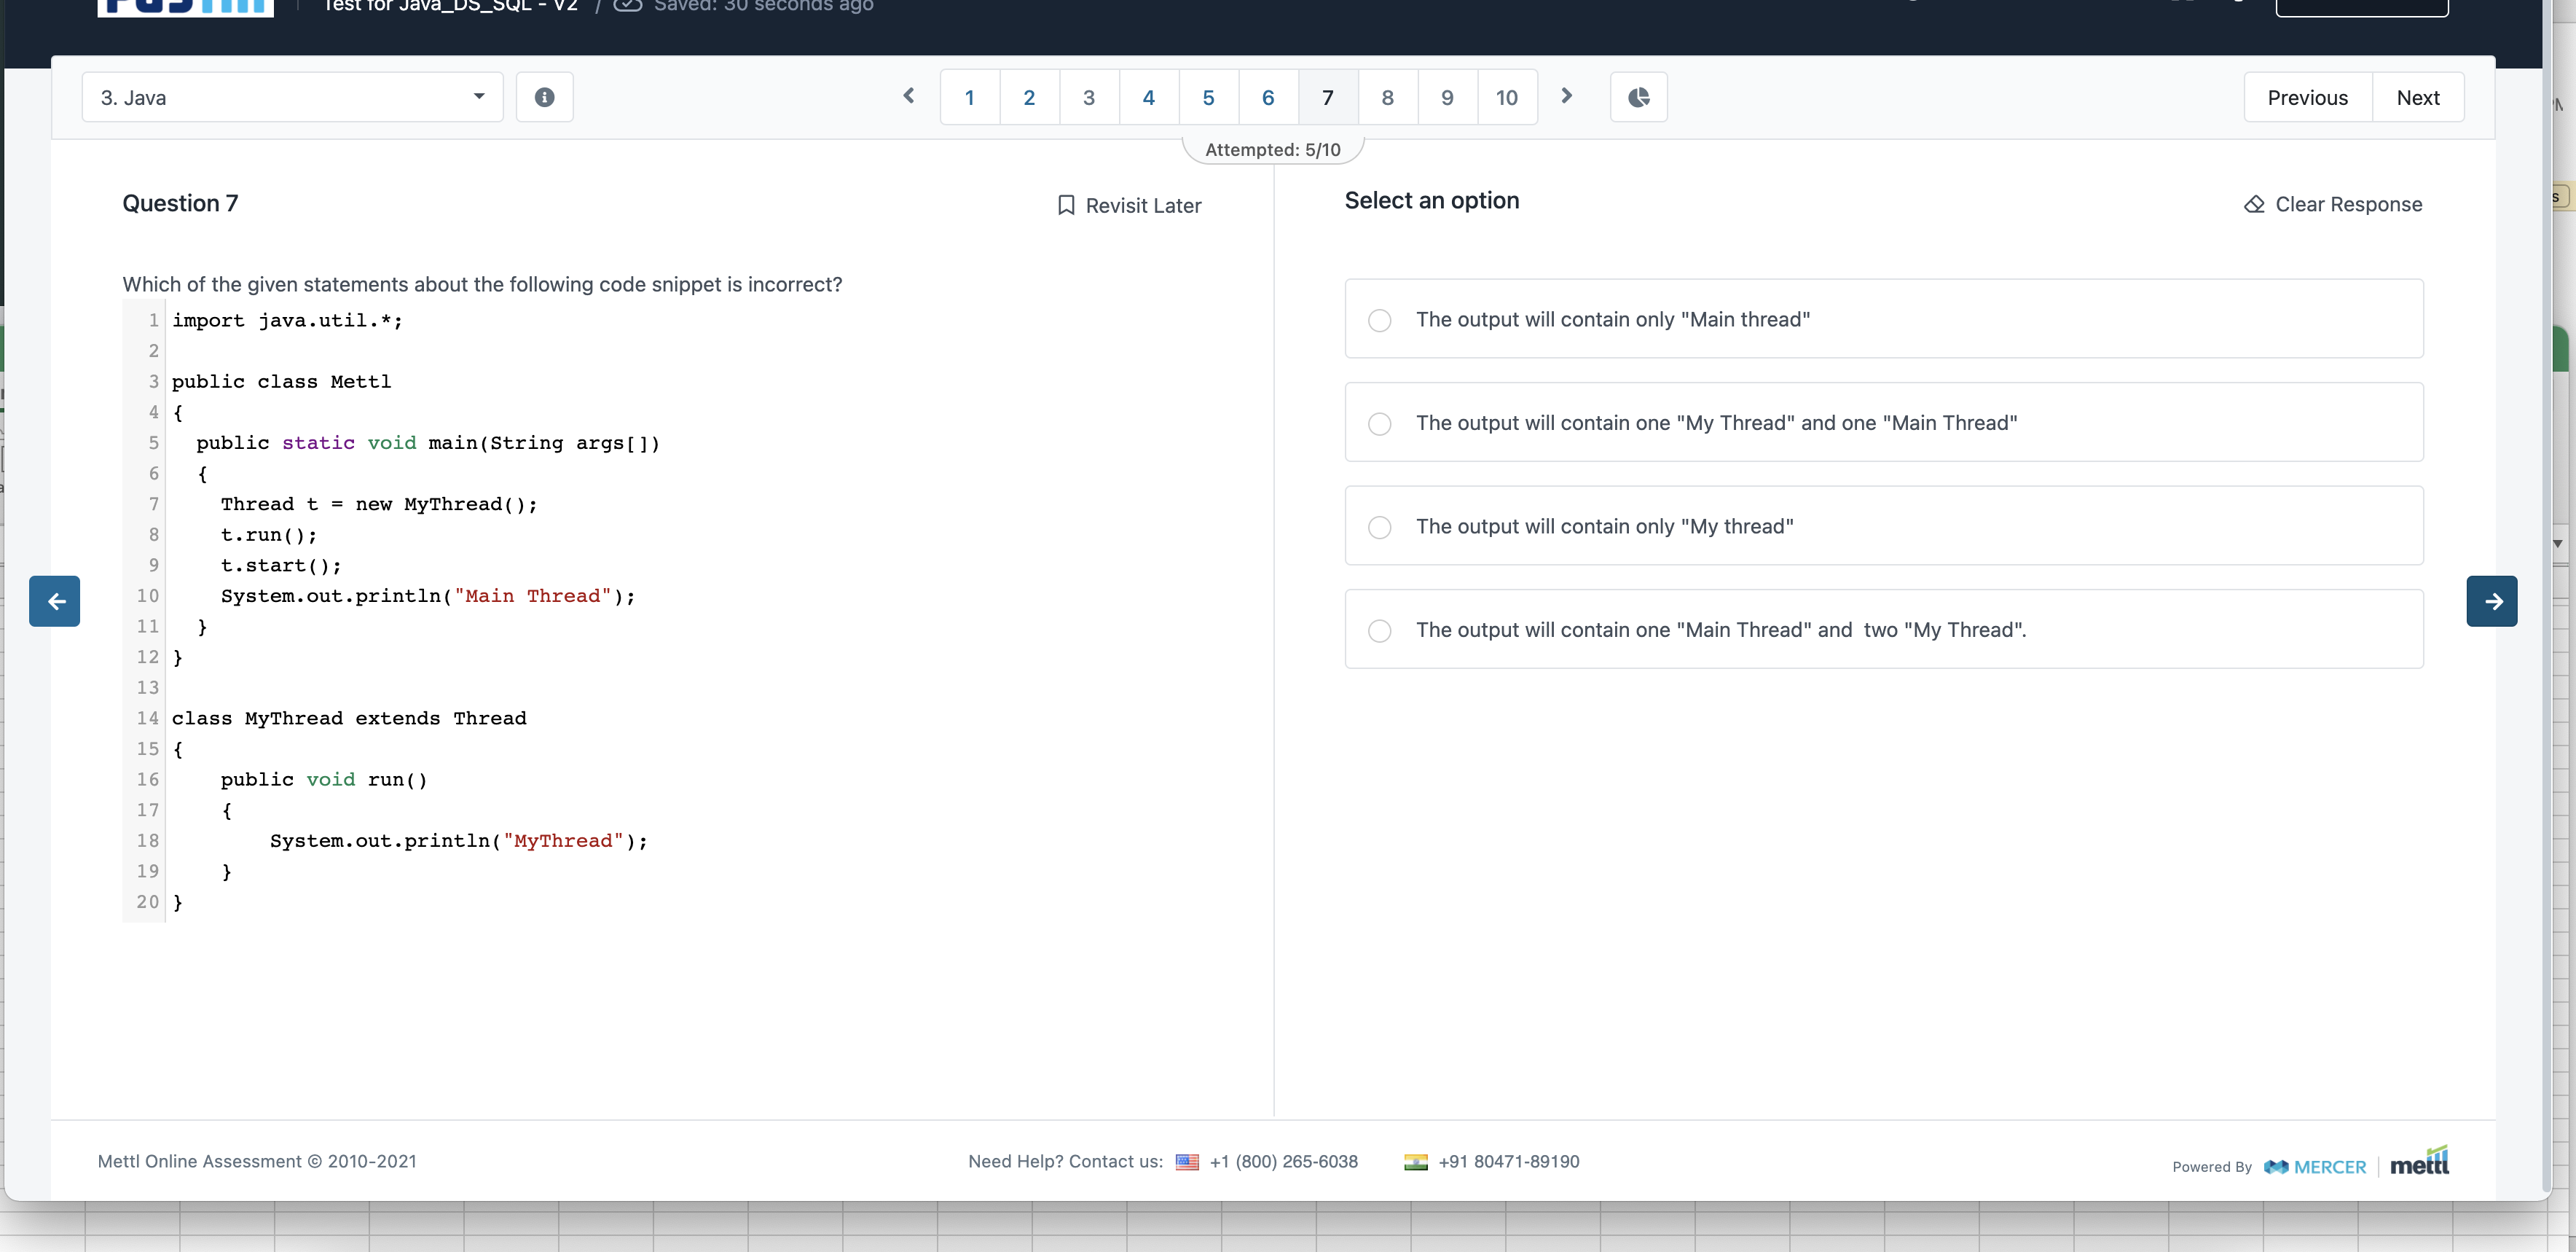 Test for Java_DS_SQL - V2 / Saved: 30 seconds ago
3. Java
1 2 3 4 5 6 7 8 9 10
Previous Next
Attempted: 5/10
Question 7
Revisit Later
Which of the given statements about the following code snippet is incorrect?
1 import java.util.*;
2
3 public class Mettl
4 {
5 public static void main(String args[])
6 {
7 Thread t = new MyThread();
8 t.run();
9 t.start();
10 System.out.println("Main Thread");
11 }
12 }
13
14 class MyThread extends Thread
15 {
16 public void run()
17 {
18 System.out.println("MyThread");
19 }
20 }
Select an option
Clear Response
The output will contain only "Main thread"
The output will contain one "My Thread" and one "Main Thread"
The output will contain only "My thread"
The output will contain one "Main Thread" and  two "My Thread".
Mettl Online Assessment © 2010-2021
Need Help? Contact us: +1 (800) 265-6038 +91 80471-89190
Powered By MERCER | mettl